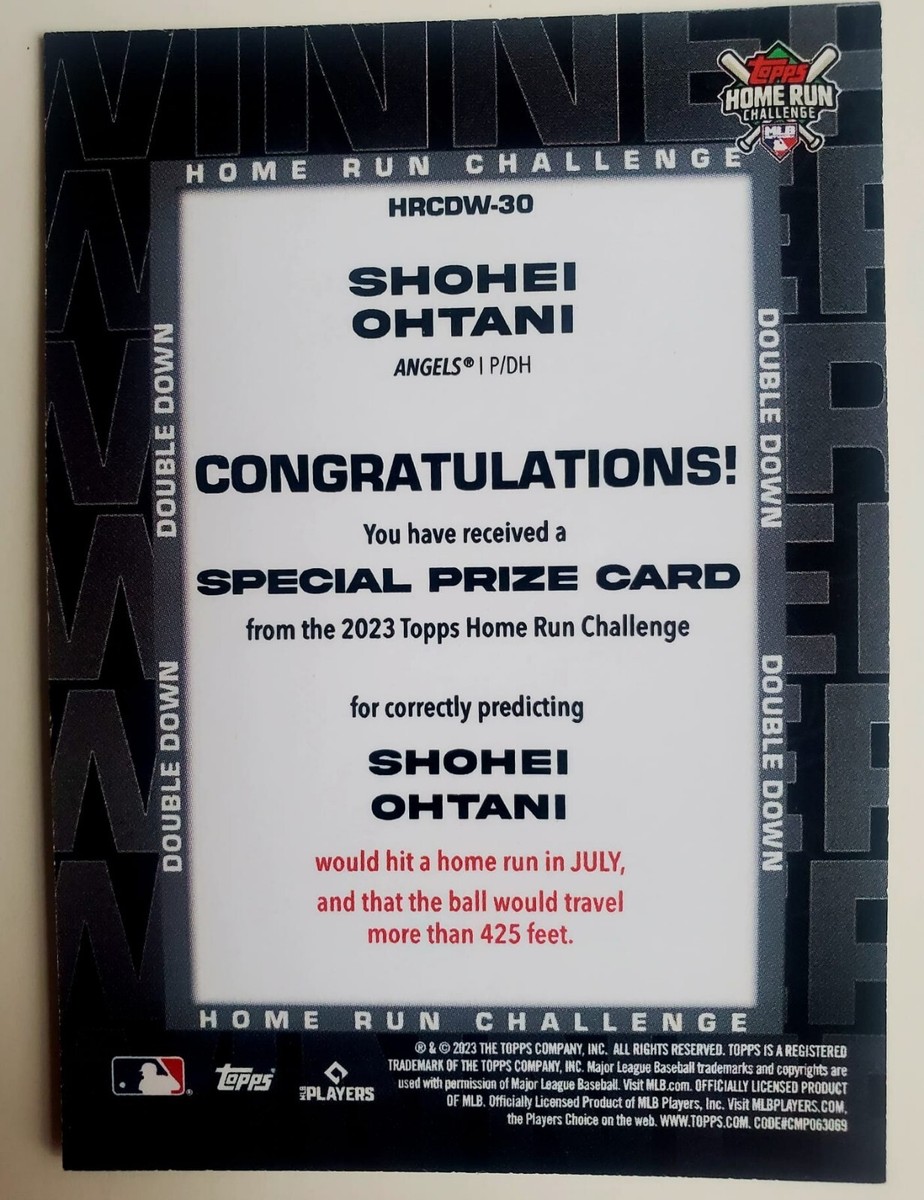 WINNER
topps
HOME RUN
CHALLENGE
MLB
HOME RUN CHALLENGE
HRCDW-30
SHOHEI
OHTANI
ANGELS® | P/DH
DOUBLE DOWN
DOUBLE DOWN
CONGRATULATIONS!
You have received a
SPECIAL PRIZE CARD
from the 2023 Topps Home Run Challenge
for correctly predicting
SHOHEI
OHTANI
DOUBLE DOWN
DOUBLE DOWN
would hit a home run in JULY,
and that the ball would travel
more than 425 feet.
HOME RUN CHALLENGE
® & © 2023 THE TOPPS COMPANY, INC. ALL RIGHTS RESERVED. TOPPS IS A REGISTERED
TRADEMARK OF THE TOPPS COMPANY, INC. Major League Baseball trademarks and copyrights are
used with permission of Major League Baseball. Visit MLB.com. OFFICIALLY LICENSED PRODUCT
OF MLB. Officially Licensed Product of MLB Players, Inc. Visit MLBPLAYERS.COM,
the Players Choice on the web. WWW.TOPPS.COM. CODE#CMP063069
topps
MLB PLAYERS